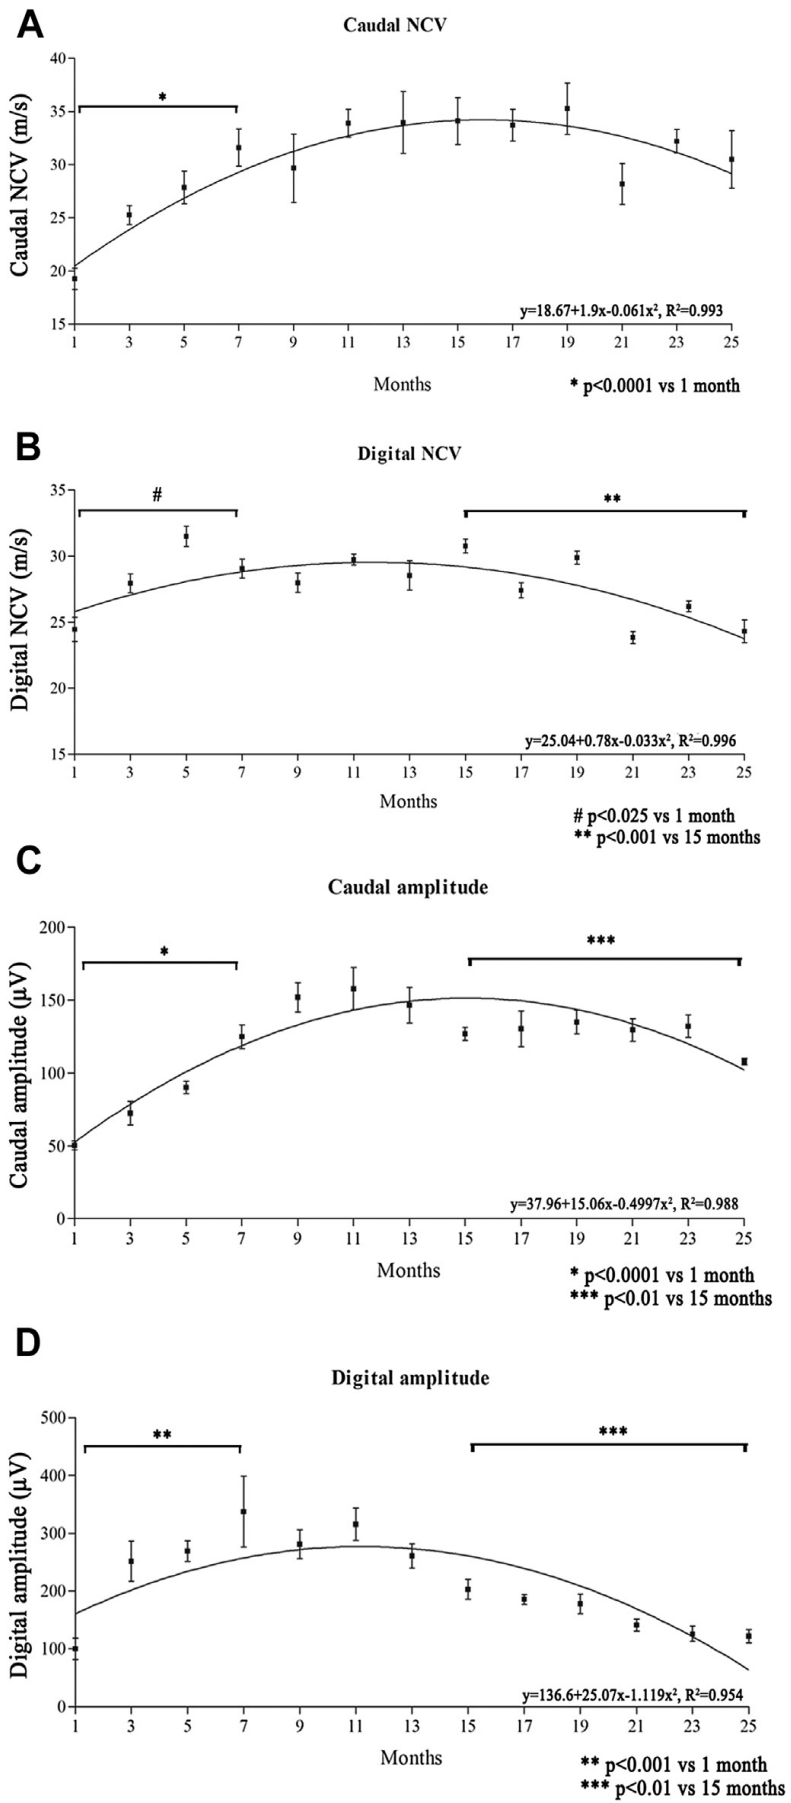 A
Caudal NCV
Caudal NCV (m/s)
40
35
30
25
20
15
*
y=18.67+1.9x-0.061x², R²=0.993
1 3 5 7 9 11 13 15 17 19 21 23 25
Months
* p<0.0001 vs 1 month
B
Digital NCV
Digital NCV (m/s)
35
30
25
20
15
#
**
y=25.04+0.78x-0.033x², R²=0.996
1 3 5 7 9 11 13 15 17 19 21 23 25
Months
# p<0.025 vs 1 month
** p<0.001 vs 15 months
C
Caudal amplitude
Caudal amplitude (μV)
200
150
100
50
0
*
***
y=37.96+15.06x-0.4997x², R²=0.988
1 3 5 7 9 11 13 15 17 19 21 23 25
Months
* p<0.0001 vs 1 month
*** p<0.01 vs 15 months
D
Digital amplitude
Digital amplitude (μV)
500
400
300
200
100
0
**
***
y=136.6+25.07x-1.119x², R²=0.954
1 3 5 7 9 11 13 15 17 19 21 23 25
Months
** p<0.001 vs 1 month
*** p<0.01 vs 15 months